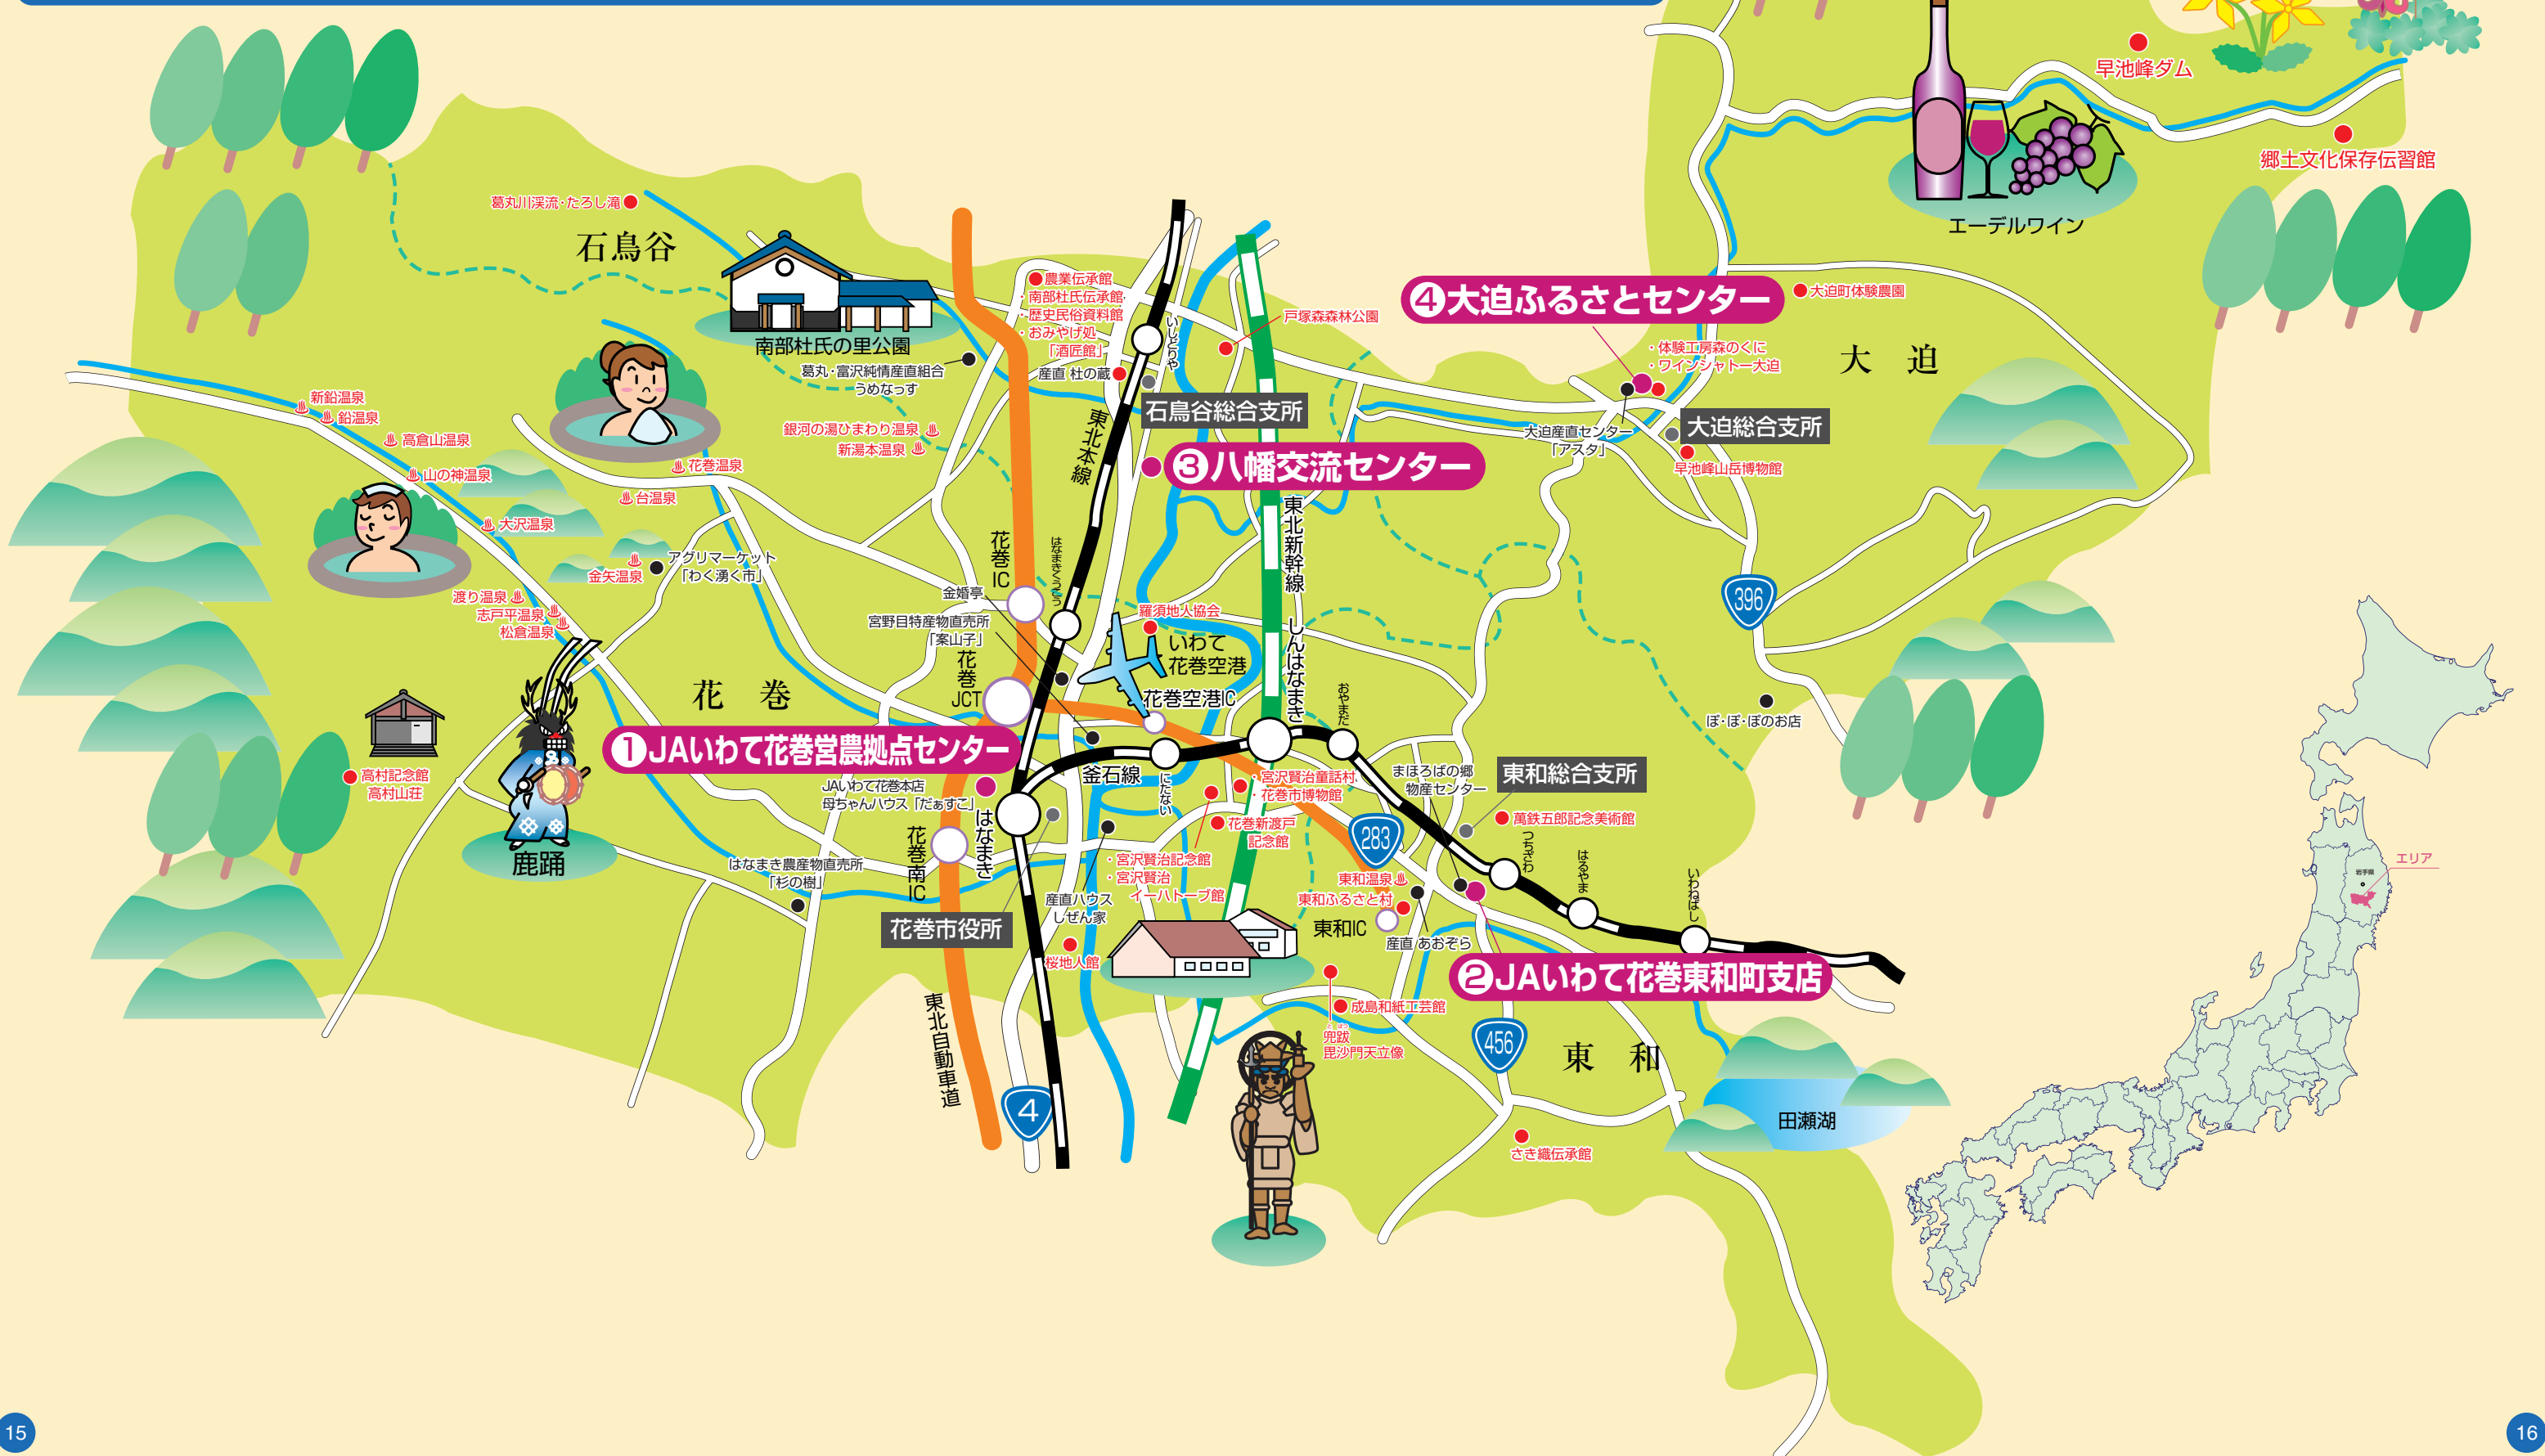 早池峰ダム
郷土文化保存伝習館
エーデルワイン
葛丸川渓流・たろし滝
石鳥谷
南部杜氏の里公園
葛丸・富沢純情産直組合
うめなっす
農業伝承館
・南部杜氏伝承館
・歴史民俗資料館
・おみやげ処
「酒匠館」
産直 杜の蔵
いしどりや
戸塚森森林公園
❹大迫ふるさとセンター
大迫町体験農園
・体験工房森のくに
・ワインシャトー大迫
大 迫
石鳥谷総合支所
大迫産直センター
「アスタ」
大迫総合支所
早池峰山岳博物館
❸八幡交流センター
東北本線
東北新幹線
銀河の湯ひまわり温泉
新湯本温泉
新鉛温泉
鉛温泉
高倉山温泉
山の神温泉
花巻温泉
台温泉
大沢温泉
金矢温泉
アグリマーケット
「わく湧く市」
渡り温泉
志戸平温泉
松倉温泉
花巻IC
はなまきくうこう
金婚亭
宮野目特産物直売所
「案山子」
羅須地人協会
いわて
花巻空港
花巻空港IC
花巻JCT
しんはなまき
おやまだ
396
ぽ・ぽ・ぽのお店
花 巻
❶JAいわて花巻営農拠点センター
JAいわて花巻本店
母ちゃんハウス「だぁすこ」
高村記念館
高村山荘
鹿踊
釜石線
にたない
・宮沢賢治童話村
・花巻市博物館
花巻新渡戸
記念館
まほろばの郷
物産センター
東和総合支所
萬鉄五郎記念美術館
283
はなまき
花巻南IC
はなまき農産物直売所
「杉の樹」
・宮沢賢治記念館
・宮沢賢治
イーハトーブ館
産直ハウス
しぜん家
花巻市役所
桜地人館
東和温泉
東和ふるさと村
東和IC
産直 あおぞら
つちざわ
はるやま
いわねばし
❷JAいわて花巻東和町支店
成島和紙工芸館
兜跋
毘沙門天立像
456
東 和
田瀬湖
さき織伝承館
東北自動車道
4
岩手県
エリア
15
16